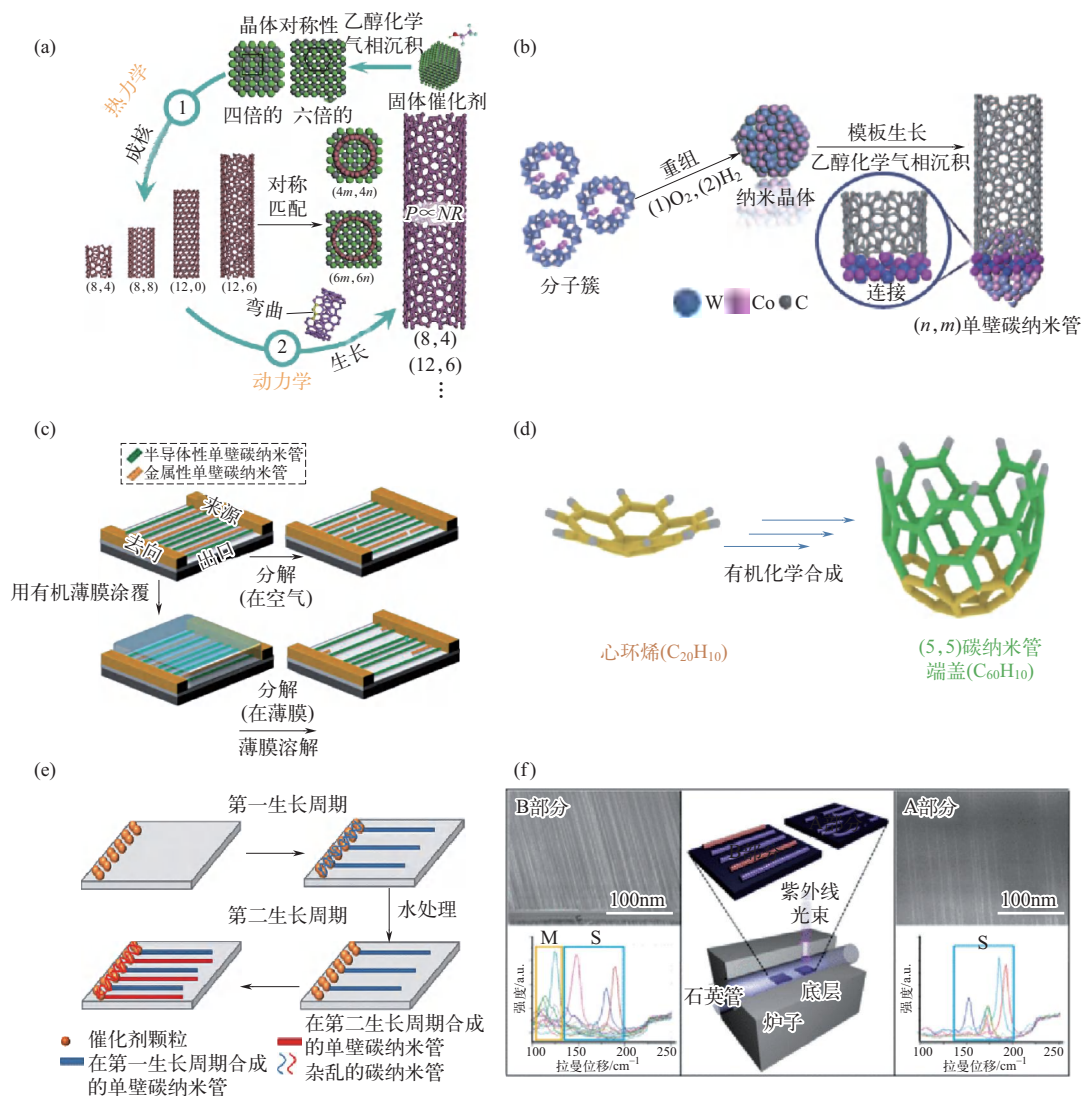 (a)
晶体对称性
乙醇化学
气相沉积
热力学
1
成核
四倍的
六倍的
固体催化剂
(4m, 4n)
对称
匹配
P∝NR
(6m, 6n)
(8,4)
(8,8)
(12,0)
(12,6)
弯曲
2
生长
动力学
(8,4)
(12,6)
⋮
(b)
重组
(1)O₂,(2)H₂
纳米晶体
模板生长
乙醇化学气相沉积
分子簇
W
Co
C
连接
(n,m)单壁碳纳米管
(c)
半导体性单壁碳纳米管
金属性单壁碳纳米管
来源
去向
出口
分解
(在空气)
用有机薄膜涂覆
分解
(在薄膜)
薄膜溶解
(d)
有机化学合成
心环烯(C₂₀H₁₀)
(5,5)碳纳米管
端盖(C₆₀H₁₀)
(e)
第一生长周期
水处理
第二生长周期
催化剂颗粒
在第一生长周期合成
的单壁碳纳米管
在第二生长周期合成
的单壁碳纳米管
杂乱的碳纳米管
(f)
B部分
100nm
M
S
强度/a.u.
100
150
200
250
拉曼位移/cm⁻¹
紫外线
光束
石英管
底层
炉子
A部分
100nm
S
强度/a.u.
100
150
200
250
拉曼位移/cm⁻¹